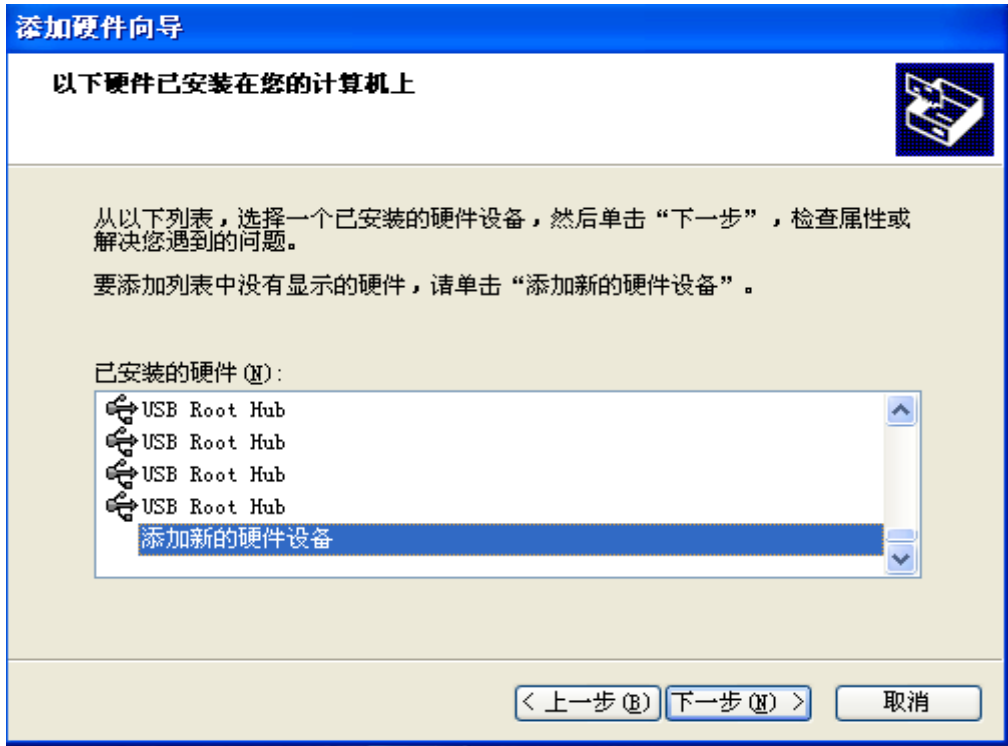 添加硬件向导
以下硬件已安装在您的计算机上
从以下列表，选择一个已安装的硬件设备，然后单击“下一步”，检查属性或
解决您遇到的问题。
要添加列表中没有显示的硬件，请单击“添加新的硬件设备”。
已安装的硬件(N):
USB Root Hub
USB Root Hub
USB Root Hub
USB Root Hub
添加新的硬件设备
< 上一步(B) 下一步(N) > 取消